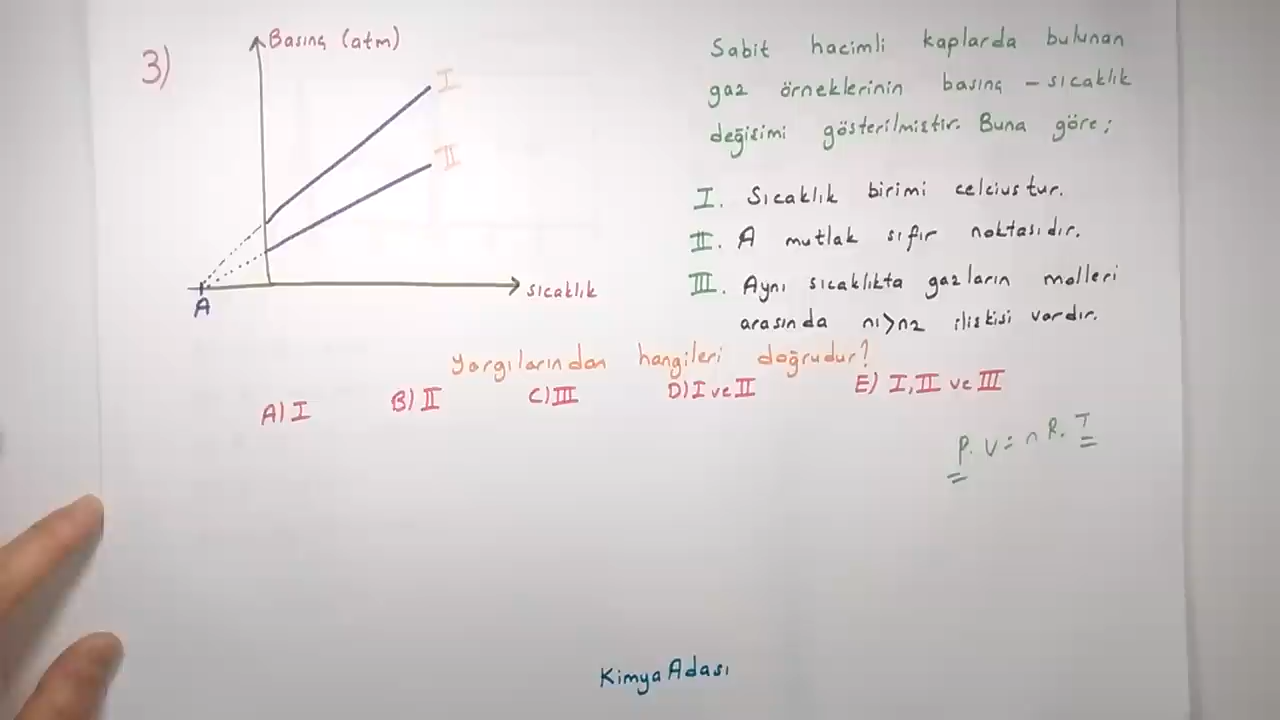 3)
Basınç (atm)
I
II
A
sıcaklık
Sabit hacimli kaplarda bulunan
gaz örneklerinin basınç - sıcaklık
değişimi gösterilmiştir. Buna göre;
I. Sıcaklık birimi celciustur.
II. A mutlak sıfır noktasıdır.
III. Aynı sıcaklıkta gazların molleri
arasında n1>n2 ilişkisi vardır.
yargılarından hangileri doğrudur?
A) I B) II C) III D) I ve II E) I, II ve III
P. V = n R. T
Kimya Adası